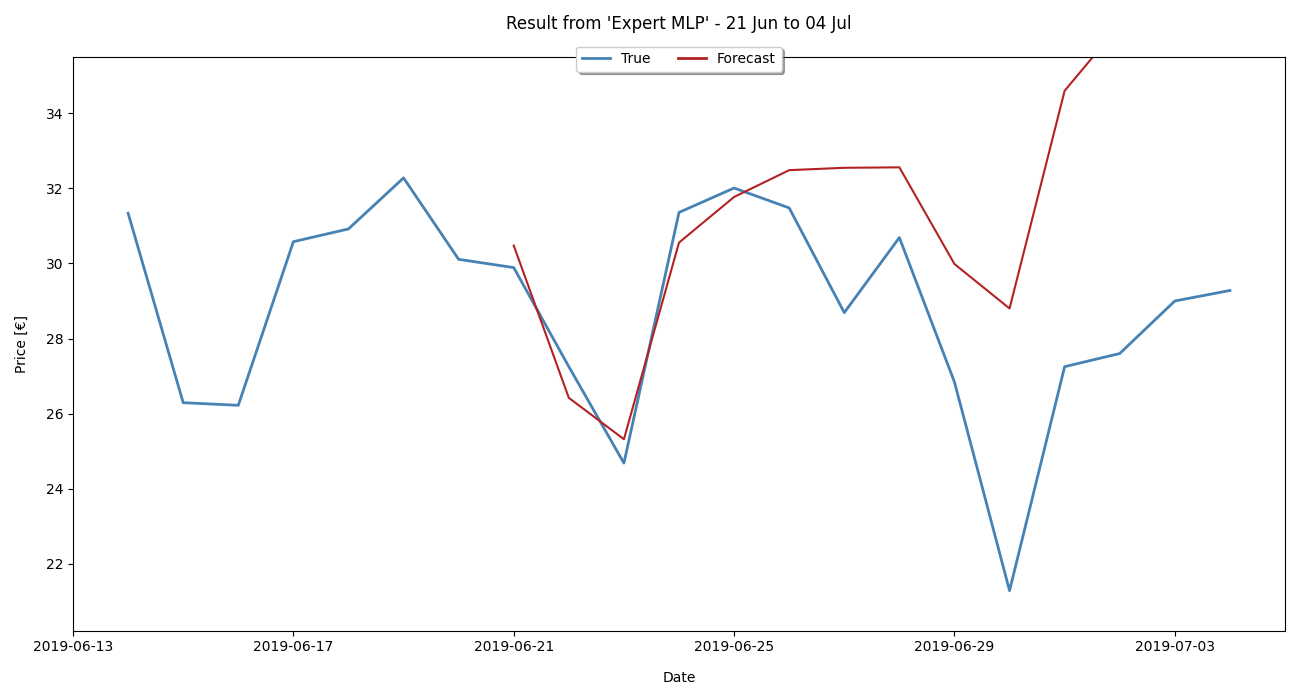 Result from 'Expert MLP' - 21 Jun to 04 Jul
True Forecast
34
32
30
28
26
24
22
Price [€]
2019-06-13 2019-06-17 2019-06-21 2019-06-25 2019-06-29 2019-07-03
Date